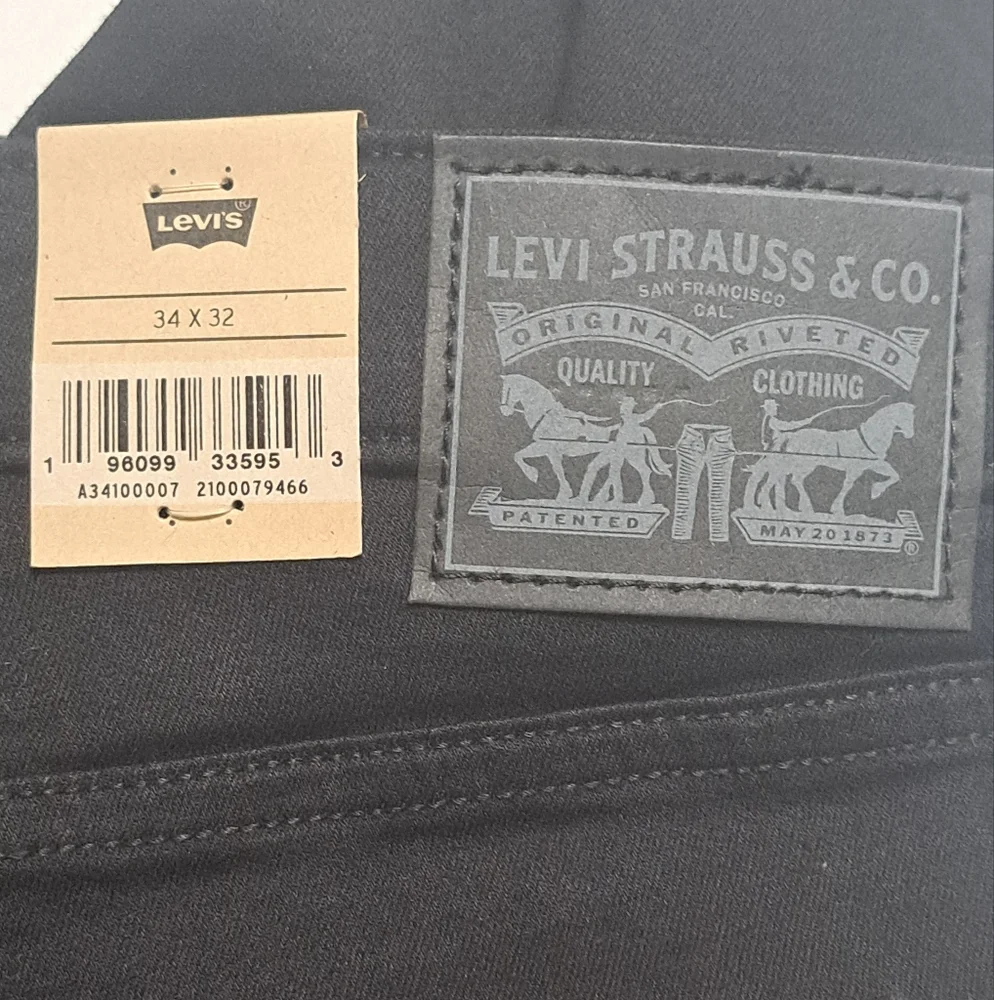 LEVI'S ®
34 X 32
1 96099 33595 3
A34100007 2100079466
LEVI STRAUSS & CO.
SAN FRANCISCO
CAL.
ORIGINAL RIVETED
QUALITY CLOTHING
PATENTED MAY 20 1873 ®